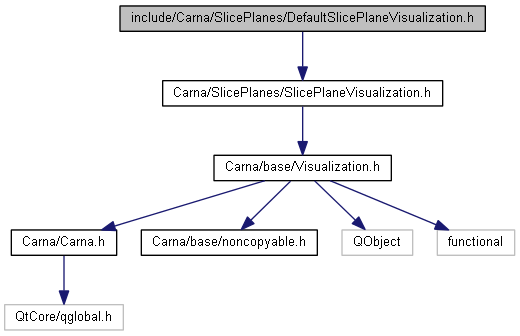 include/Carna/SlicePlanes/DefaultSlicePlaneVisualization.h
Carna/SlicePlanes/SlicePlaneVisualization.h
Carna/base/Visualization.h
Carna/Carna.h
Carna/base/noncopyable.h
QObject
functional
QtCore/qglobal.h